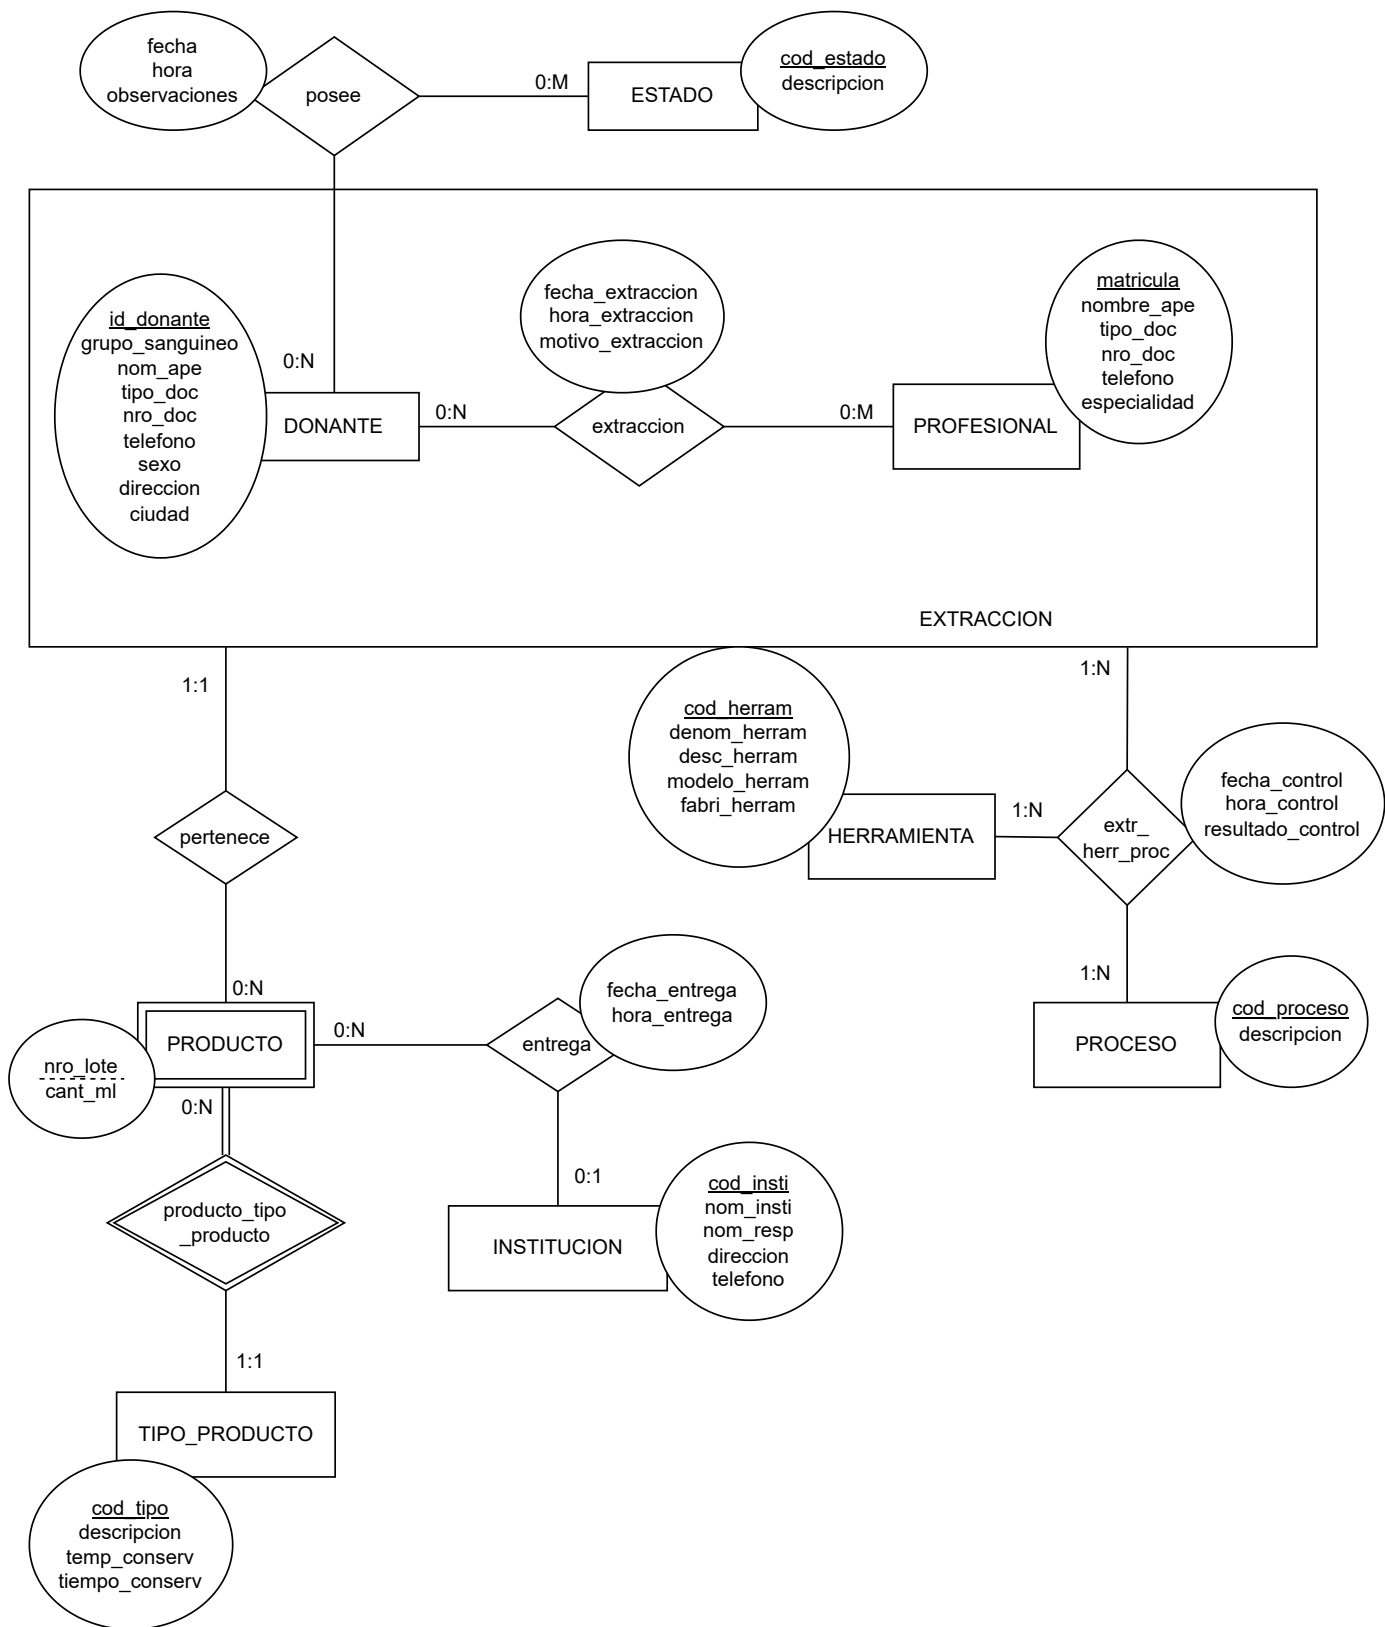 fecha
hora
observaciones
posee
0:M
ESTADO
cod_estado
descripcion
id_donante
grupo_sanguineo
nom_ape
tipo_doc
nro_doc
telefono
sexo
direccion
ciudad
0:N
DONANTE
0:N
fecha_extraccion
hora_extraccion
motivo_extraccion
extraccion
0:M
PROFESIONAL
matricula
nombre_ape
tipo_doc
nro_doc
telefono
especialidad
EXTRACCION
1:1
pertenece
0:N
cod_herram
denom_herram
desc_herram
modelo_herram
fabri_herram
HERRAMIENTA
1:N
1:N
extr_
herr_proc
fecha_control
hora_control
resultado_control
1:N
PROCESO
cod_proceso
descripcion
PRODUCTO
nro_lote
cant_ml
0:N
entrega
fecha_entrega
hora_entrega
0:N
0:1
INSTITUCION
cod_insti
nom_insti
nom_resp
direccion
telefono
producto_tipo
_producto
1:1
TIPO_PRODUCTO
cod_tipo
descripcion
temp_conserv
tiempo_conserv